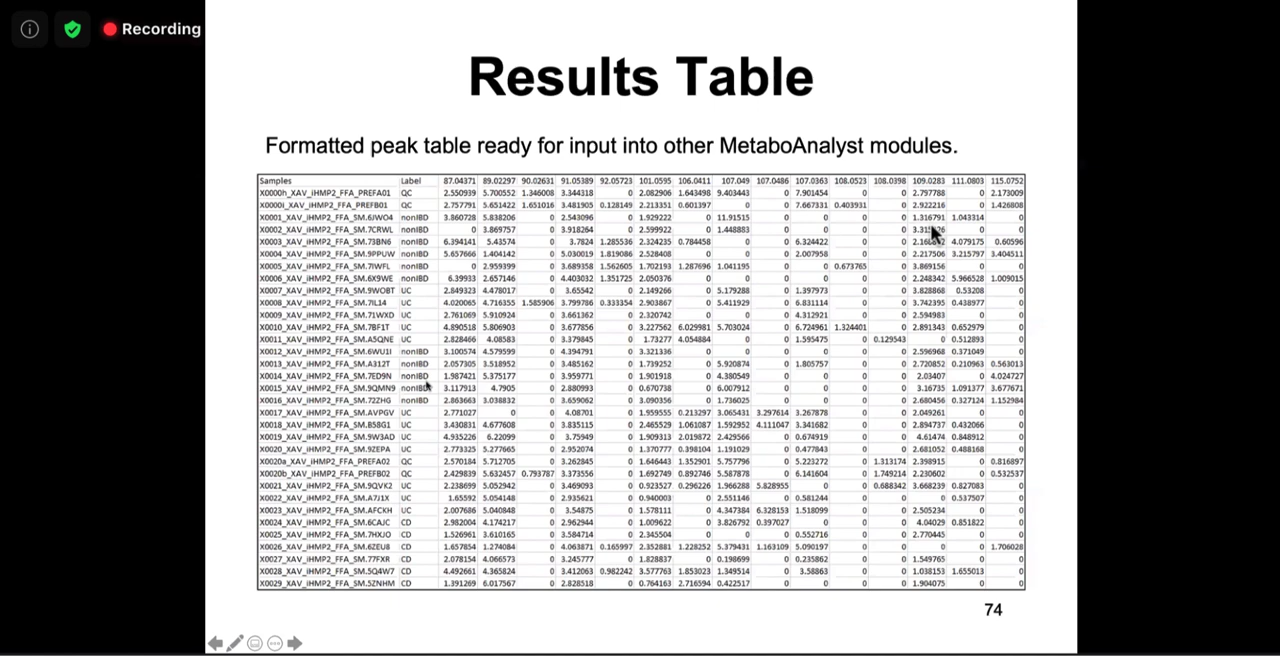 Recording
Results Table
Formatted peak table ready for input into other MetaboAnalyst modules.
Samples Label 87.04371 89.02297 90.02631 91.05389 92.05723 101.0595 106.0411 107.049 107.0486 107.0363 108.0523 108.0398 109.0283 111.0803 115.0752
X0000h_XAV_iHMP2_FFA_PREFA01 QC 2.550939 5.700552 1.346008 3.344318 0 2.082906 1.643498 9.403443 0 7.901454 0 0 2.797788 0 2.173009
X0000i_XAV_iHMP2_FFA_PREFB01 QC 2.757791 5.651422 1.651016 3.481905 0.128149 2.213351 0.601397 0 0 7.667331 0.403931 0 2.922216 0 1.426808
X0001_XAV_iHMP2_FFA_SM.6JWO4 nonIBD 3.860728 5.838206 0 2.543096 0 1.929222 0 11.91515 0 0 0 0 1.316791 1.043314 0
X0002_XAV_iHMP2_FFA_SM.7CRWL nonIBD 0 3.869757 0 3.918264 0 2.599922 0 1.448883 0 0 0 0 0 0
X0003_XAV_iHMP2_FFA_SM.73BN6 nonIBD 6.394141 5.43574 0 3.7824 1.285536 2.324235 0.784458 0 0 6.324422 0 0 4.079175 0.60596
X0004_XAV_iHMP2_FFA_SM.9PPUW nonIBD 5.657666 1.404142 0 5.030019 1.819086 2.528408 0 0 0 2.007958 0 0 2.217506 3.215797 3.404511
X0005_XAV_iHMP2_FFA_SM.7IWFL nonIBD 0 2.959399 0 3.689358 1.562605 1.702193 1.287696 1.041195 0 0 0.673765 0 3.869156 0 0
X0006_XAV_iHMP2_FFA_SM.6X9WE nonIBD 6.39933 2.657146 0 4.403032 1.351725 2.050376 0 0 0 0 0 0 2.248342 5.966528 1.009015
X0007_XAV_iHMP2_FFA_SM.9WOBT UC 2.849323 4.478017 0 3.65542 0 2.149266 0 5.179288 0 1.397973 0 0 3.828868 0.53208 0
X0008_XAV_iHMP2_FFA_SM.7IL14 UC 4.020065 4.716355 1.585906 3.799786 0.333354 2.903867 0 5.411929 0 6.831114 0 0 3.742395 0.438977 0
X0009_XAV_iHMP2_FFA_SM.71WXD UC 2.761069 5.910924 0 3.661362 0 2.320742 0 0 0 4.312921 0 0 2.594983 0 0
X0010_XAV_iHMP2_FFA_SM.7BF1T UC 4.890518 5.806903 0 3.677856 0 3.227562 6.029981 5.703024 0 6.724961 1.324401 0 2.891343 0.652979 0
X0011_XAV_iHMP2_FFA_SM.A5QNE UC 2.828466 4.08583 0 3.379845 0 1.73277 4.054884 0 0 1.595475 0 0.129543 0 0.512893 0
X0012_XAV_iHMP2_FFA_SM.6WU1I nonIBD 3.100574 4.579599 0 4.394791 0 3.321336 0 0 0 0 0 0 2.596968 0.371049 0
X0013_XAV_iHMP2_FFA_SM.A312T nonIBD 2.057305 3.518952 0 3.485162 0 1.739252 0 5.920874 0 1.805757 0 0 2.720852 0.210963 0.563013
X0014_XAV_iHMP2_FFA_SM.7ED9N nonIBD 1.987421 5.375177 0 3.959771 0 1.901918 0 4.380549 0 0 0 0 2.03407 0 4.024727
X0015_XAV_iHMP2_FFA_SM.9QMN9 nonIBD 3.117913 4.7905 0 2.880993 0 0.670738 0 6.007912 0 0 0 0 3.16735 1.091377 3.677671
X0016_XAV_iHMP2_FFA_SM.72ZHG nonIBD 2.863663 3.038832 0 3.659062 0 3.090356 0 1.736025 0 0 0 0 2.680456 0.327124 1.152984
X0017_XAV_iHMP2_FFA_SM.AVPGV UC 2.771027 0 0 4.08701 0 1.959555 0.213297 3.065431 3.297614 3.267878 0 0 2.049261 0 0
X0018_XAV_iHMP2_FFA_SM.B58G1 UC 3.430831 4.677608 0 3.835115 0 2.465529 1.061087 1.592952 4.111047 3.341682 0 0 2.894737 0.432066 0
X0019_XAV_iHMP2_FFA_SM.9W3AD UC 4.935226 6.22099 0 3.75949 0 1.909313 2.019872 2.429566 0 0.674919 0 0 4.61474 0.848912 0
X0020_XAV_iHMP2_FFA_SM.9ZEPA UC 2.773325 5.277665 0 2.952074 0 1.370777 0.398104 1.191029 0 0.477843 0 0 2.681052 0.488168 0
X0020a_XAV_iHMP2_FFA_PREFA02 QC 2.570184 5.712705 0 3.262845 0 1.646443 1.352901 5.757796 0 5.223272 0 1.313174 2.398915 0 0.816897
X0020b_XAV_iHMP2_FFA_PREFB02 QC 2.429839 5.632457 0.793787 3.373556 0 1.692749 0.892746 5.587878 0 6.141604 0 1.749214 2.230602 0 0.532537
X0021_XAV_iHMP2_FFA_SM.9QVK2 UC 2.238699 5.052942 0 3.469093 0 0.923527 0.296226 1.966288 5.828955 0 0 0.688342 3.668239 0.827083 0
X0022_XAV_iHMP2_FFA_SM.A7J1X UC 1.65592 5.054148 0 2.935621 0 0.940003 0 2.551146 0 0.581244 0 0 0 0.537507 0
X0023_XAV_iHMP2_FFA_SM.AFCKH UC 2.007686 5.040848 0 3.54875 0 1.578111 0 4.347384 6.328153 1.518099 0 0 2.505234 0 0
X0024_XAV_iHMP2_FFA_SM.6CAJC CD 2.982004 4.174217 0 2.962944 0 1.009622 0 3.826792 0.397027 0 0 0 4.04029 0.851822 0
X0025_XAV_iHMP2_FFA_SM.7HXJO CD 1.526961 3.610165 0 3.584714 0 2.345504 0 0 0 0.552716 0 0 2.770445 0 0
X0026_XAV_iHMP2_FFA_SM.6ZEU8 CD 1.657854 1.274084 0 4.063871 0.165997 2.352881 1.228252 5.379431 1.163109 5.090197 0 0 0 0 1.706028
X0027_XAV_iHMP2_FFA_SM.77FXR CD 2.078154 4.066573 0 3.245777 0 1.828837 0 0.198699 0 0.235862 0 0 1.549765 0 0
X0028_XAV_iHMP2_FFA_SM.5Q4W7 CD 4.492661 4.365824 0 3.412063 0.982242 3.577763 1.853023 1.349514 0 3.58863 0 0 1.038153 1.655013 0
X0029_XAV_iHMP2_FFA_SM.5ZNHM CD 1.391269 6.017567 0 2.828518 0 0.764163 2.716594 0.422517 0 0 0 0 1.904075 0 0
74